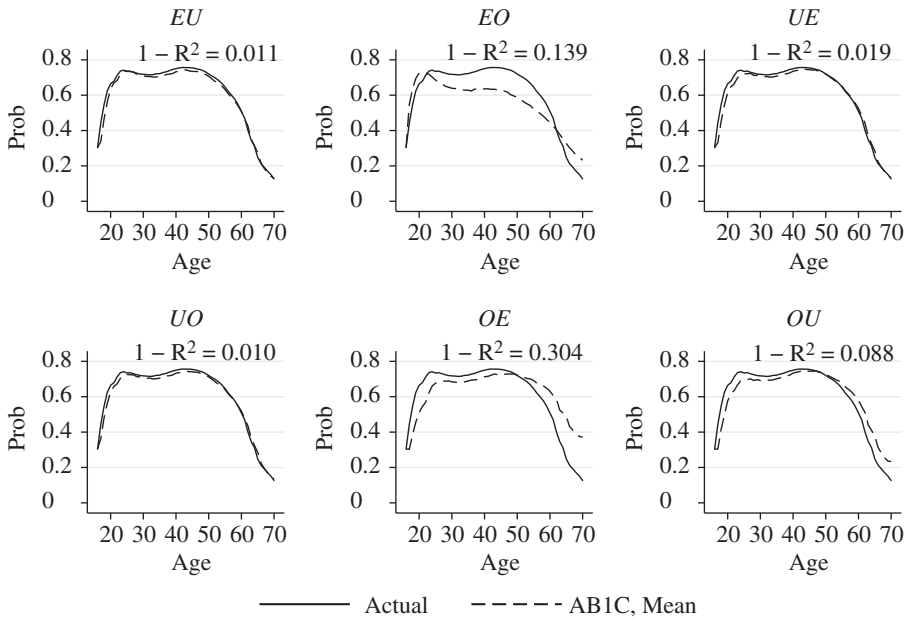 EU
1 − R² = 0.011
Prob
0.8
0.6
0.4
0.2
0
20 30 40 50 60 70
Age
EO
1 − R² = 0.139
Prob
0.8
0.6
0.4
0.2
0
20 30 40 50 60 70
Age
UE
1 − R² = 0.019
Prob
0.8
0.6
0.4
0.2
0
20 30 40 50 60 70
Age
UO
1 − R² = 0.010
Prob
0.8
0.6
0.4
0.2
0
20 30 40 50 60 70
Age
OE
1 − R² = 0.304
Prob
0.8
0.6
0.4
0.2
0
20 30 40 50 60 70
Age
OU
1 − R² = 0.088
Prob
0.8
0.6
0.4
0.2
0
20 30 40 50 60 70
Age
Actual AB1C, Mean